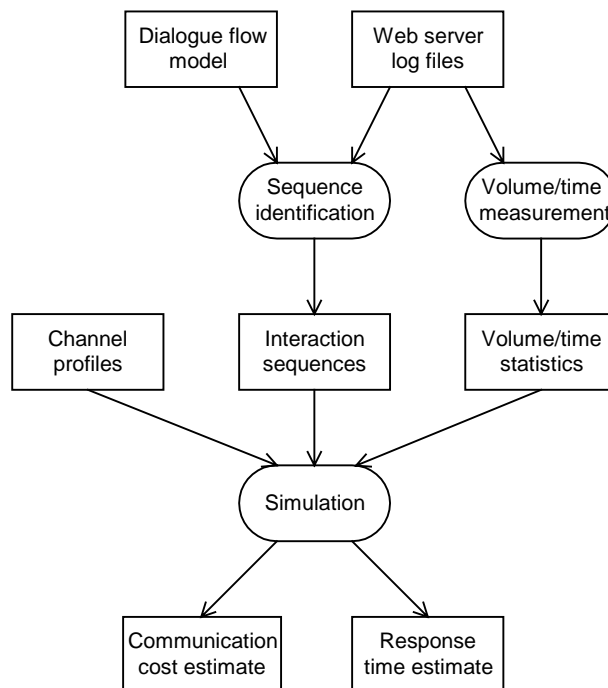 Dialogue flow
model
Web server
log files
Sequence
identification
Volume/time
measurement
Channel
profiles
Interaction
sequences
Volume/time
statistics
Simulation
Communication
cost estimate
Response
time estimate